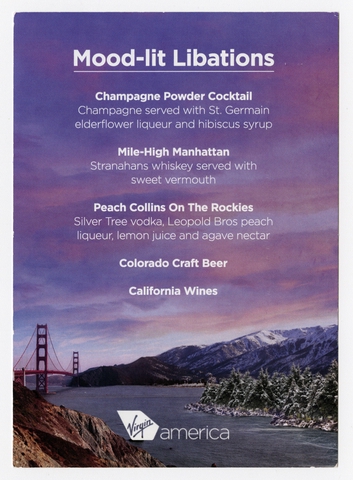 Mood-lit Libations
Champagne Powder Cocktail
Champagne served with St. Germain
elderflower liqueur and hibiscus syrup
Mile-High Manhattan
Stranahans whiskey served with
sweet vermouth
Peach Collins On The Rockies
Silver Tree vodka, Leopold Bros peach
liqueur, lemon juice and agave nectar
Colorado Craft Beer
California Wines
Virgin america